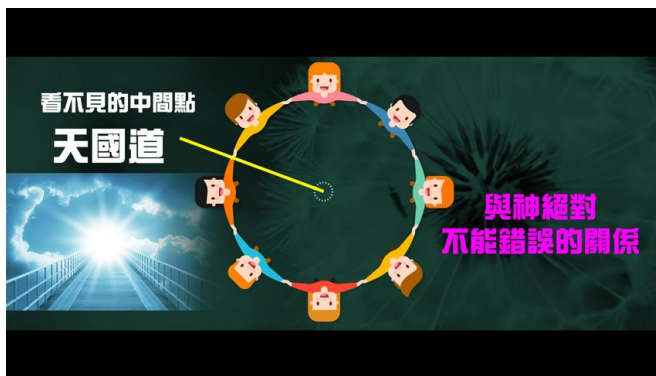 看不見的中間點
天國道
與神絕對
不能錯誤的關係